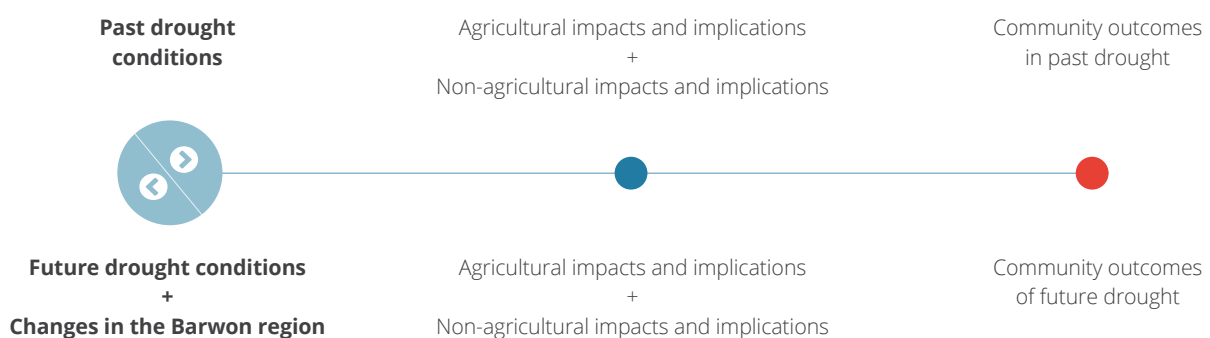 Past drought
conditions
Agricultural impacts and implications
+
Non-agricultural impacts and implications
Community outcomes
in past drought
Future drought conditions
+
Changes in the Barwon region
Agricultural impacts and implications
+
Non-agricultural impacts and implications
Community outcomes
of future drought